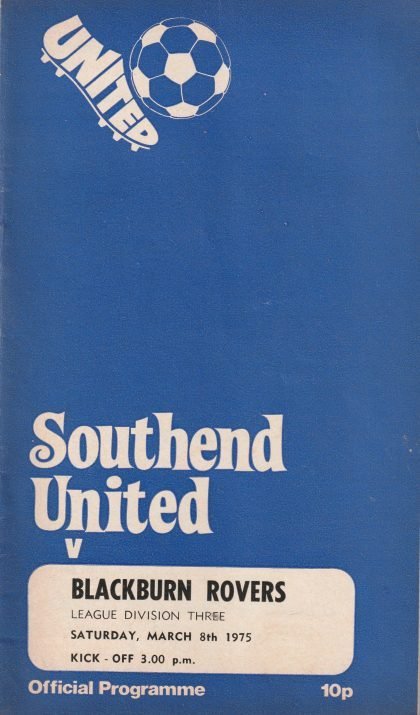 UNITED
Southend
United
v
BLACKBURN ROVERS
LEAGUE DIVISION THREE
SATURDAY, MARCH 8th 1975
KICK - OFF 3.00 p.m.
Official Programme 10p